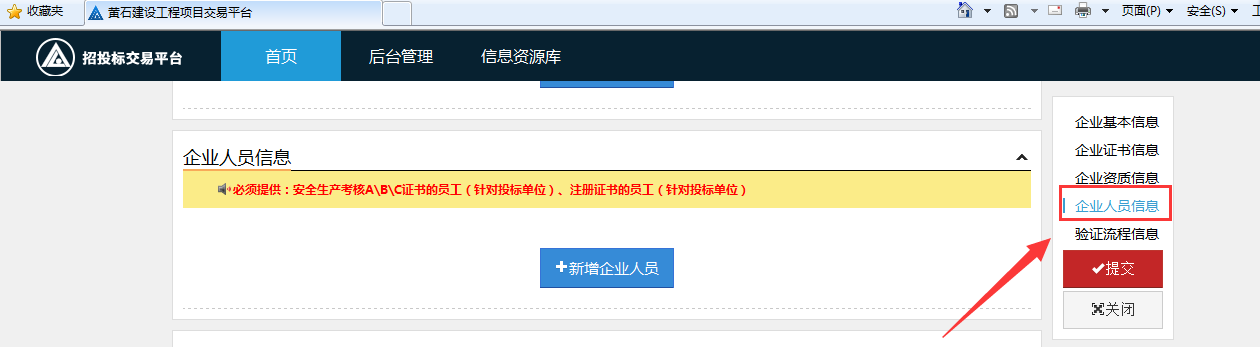 收藏夹
黄石建设工程项目交易平台
页面(P)
安全(S)
招投标交易平台
首页
后台管理
信息资源库
企业人员信息
必须提供：安全生产考核A\B\C证书的员工（针对投标单位）、注册证书的员工（针对投标单位）
新增企业人员
企业基本信息
企业证书信息
企业资质信息
企业人员信息
验证流程信息
提交
关闭